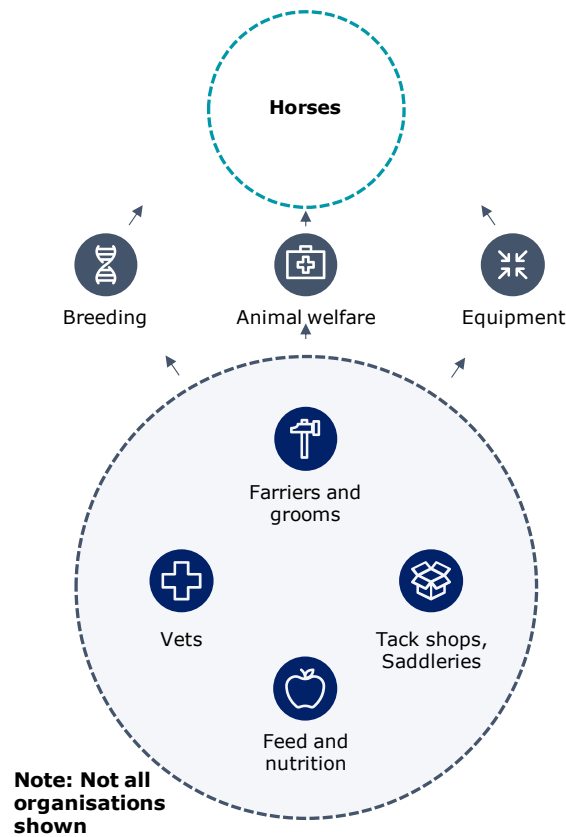 Horses
Breeding
Animal welfare
Equipment
Farriers and
grooms
Vets
Tack shops,
Saddleries
Feed and
nutrition
Note: Not all
organisations
shown